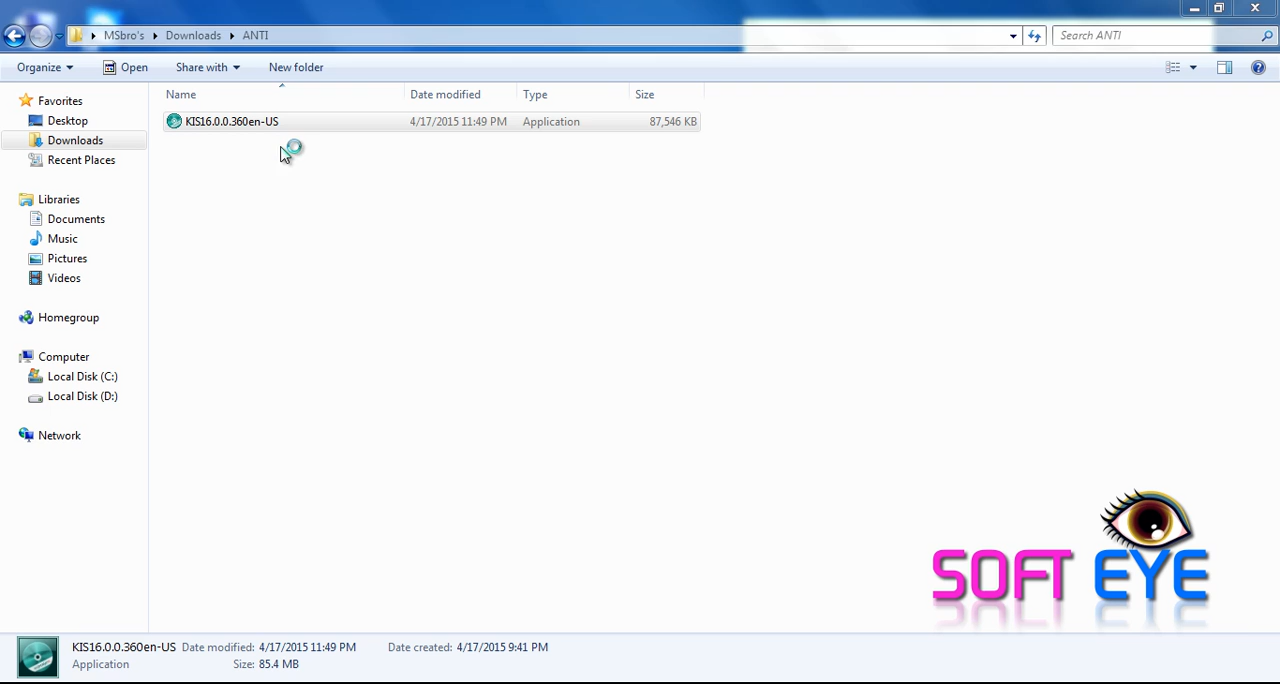 MSbro's Downloads ANTI
Search ANTI
Organize Open Share with New folder
Name Date modified Type Size
KIS16.0.0.360en-US 4/17/2015 11:49 PM Application 87,546 KB
Favorites
Desktop
Downloads
Recent Places
Libraries
Documents
Music
Pictures
Videos
Homegroup
Computer
Local Disk (C:)
Local Disk (D:)
Network
SOFT EYE
KIS16.0.0.360en-US Date modified: 4/17/2015 11:49 PM Date created: 4/17/2015 9:41 PM
Application Size: 85.4 MB